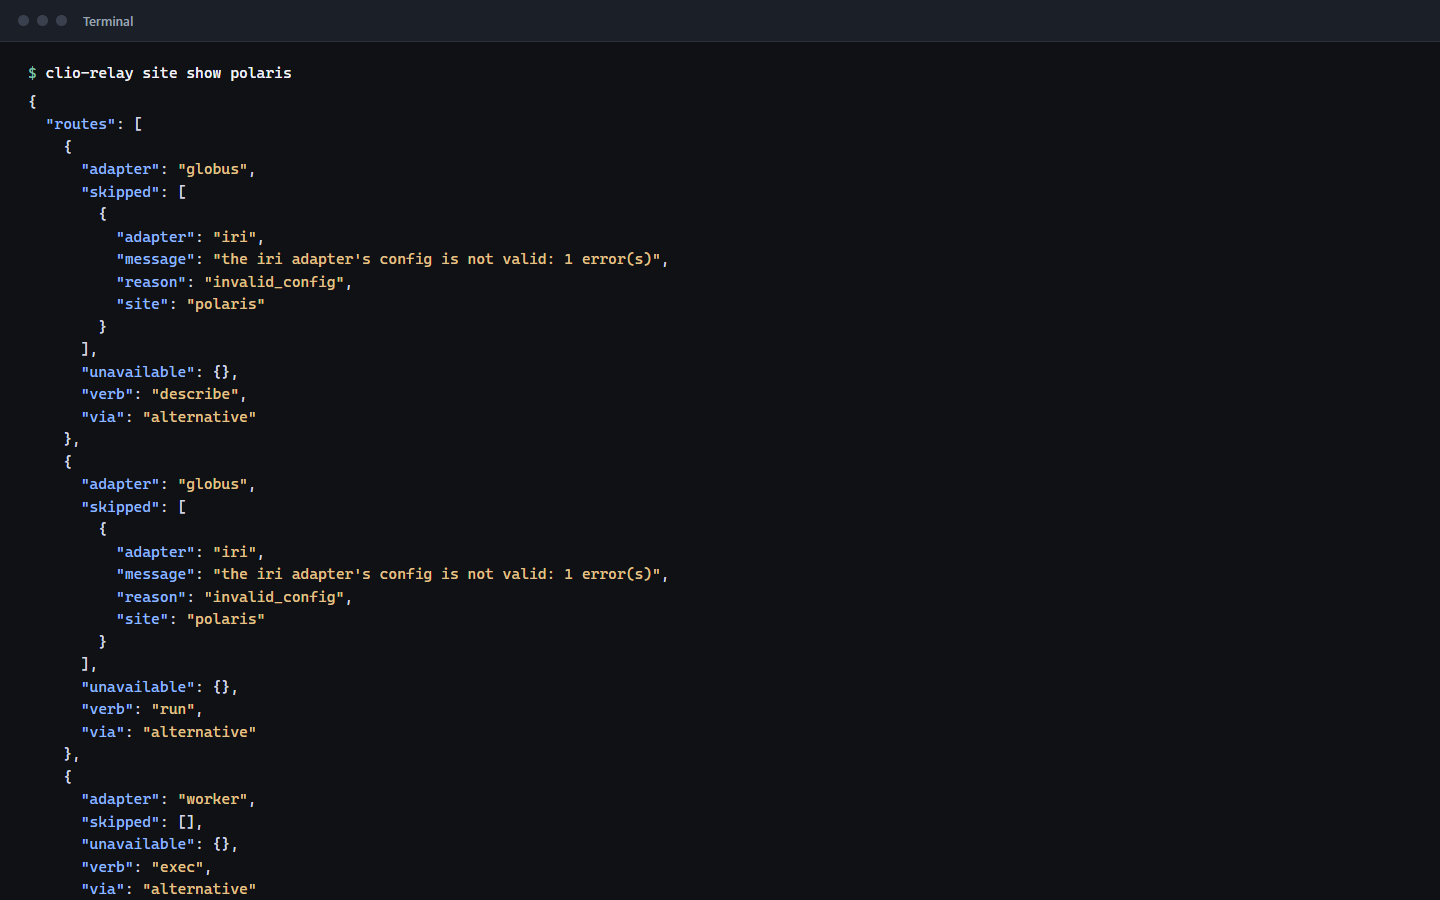 Terminal
$ clio-relay site show polaris
{
  "routes": [
    {
      "adapter": "globus",
      "skipped": [
        {
          "adapter": "iri",
          "message": "the iri adapter's config is not valid: 1 error(s)",
          "reason": "invalid_config",
          "site": "polaris"
        }
      ],
      "unavailable": {},
      "verb": "describe",
      "via": "alternative"
    },
    {
      "adapter": "globus",
      "skipped": [
        {
          "adapter": "iri",
          "message": "the iri adapter's config is not valid: 1 error(s)",
          "reason": "invalid_config",
          "site": "polaris"
        }
      ],
      "unavailable": {},
      "verb": "run",
      "via": "alternative"
    },
    {
      "adapter": "worker",
      "skipped": [],
      "unavailable": {},
      "verb": "exec",
      "via": "alternative"